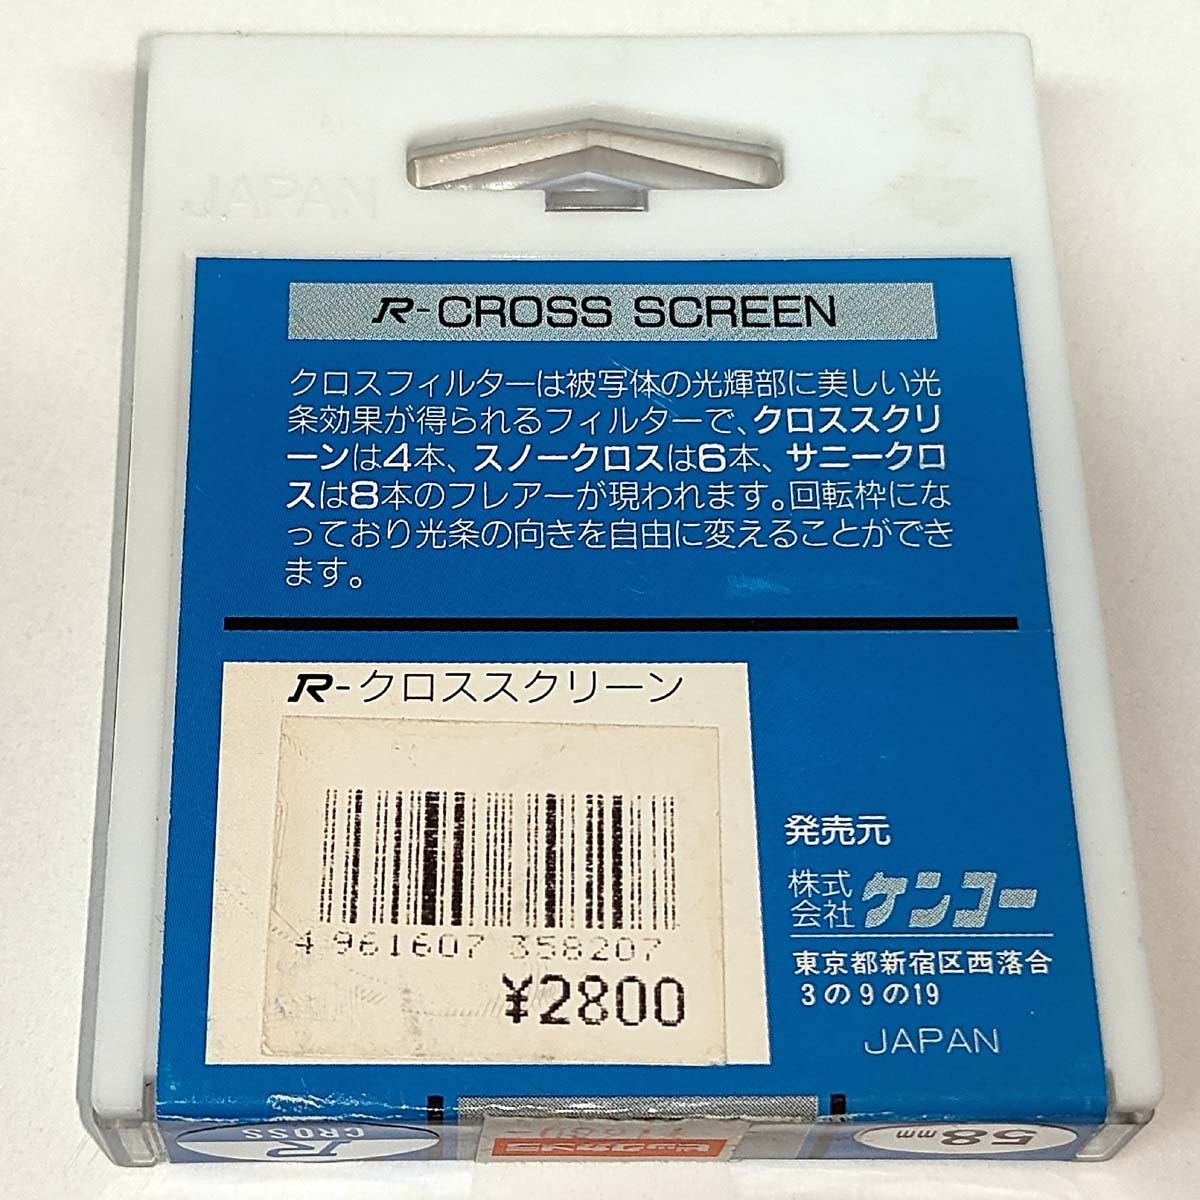 JAPAN
R-CROSS SCREEN
クロスフィルターは被写体の光輝部に美しい光
条効果が得られるフィルターで、クロススクリ
ーンは4本、スノークロスは6本、サニークロ
スは8本のフレアーが現われます。回転枠にな
っており光条の向きを自由に変えることができ
ます。
R-クロススクリーン
4 961607 358207
¥2800
発売元
株式
会社 ケンコー
東京都新宿区西落合
3の9の19
JAPAN
R
CROSS
ビックカメラ
58mm